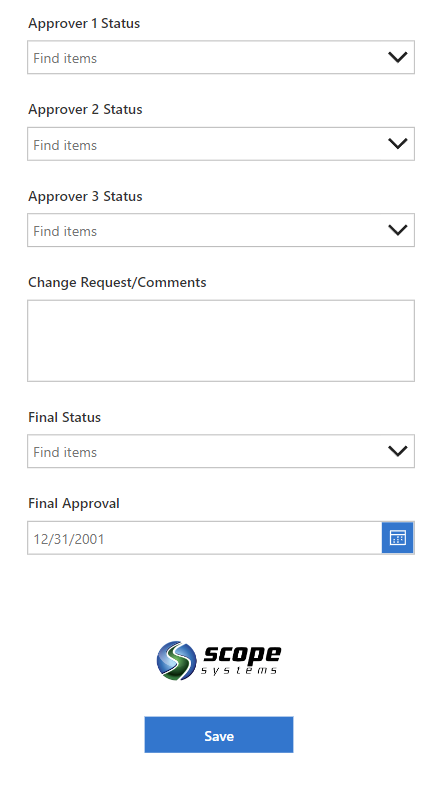 Approver 1 Status
Find items
Approver 2 Status
Find items
Approver 3 Status
Find items
Change Request/Comments
Final Status
Find items
Final Approval
12/31/2001
scope
systems
Save